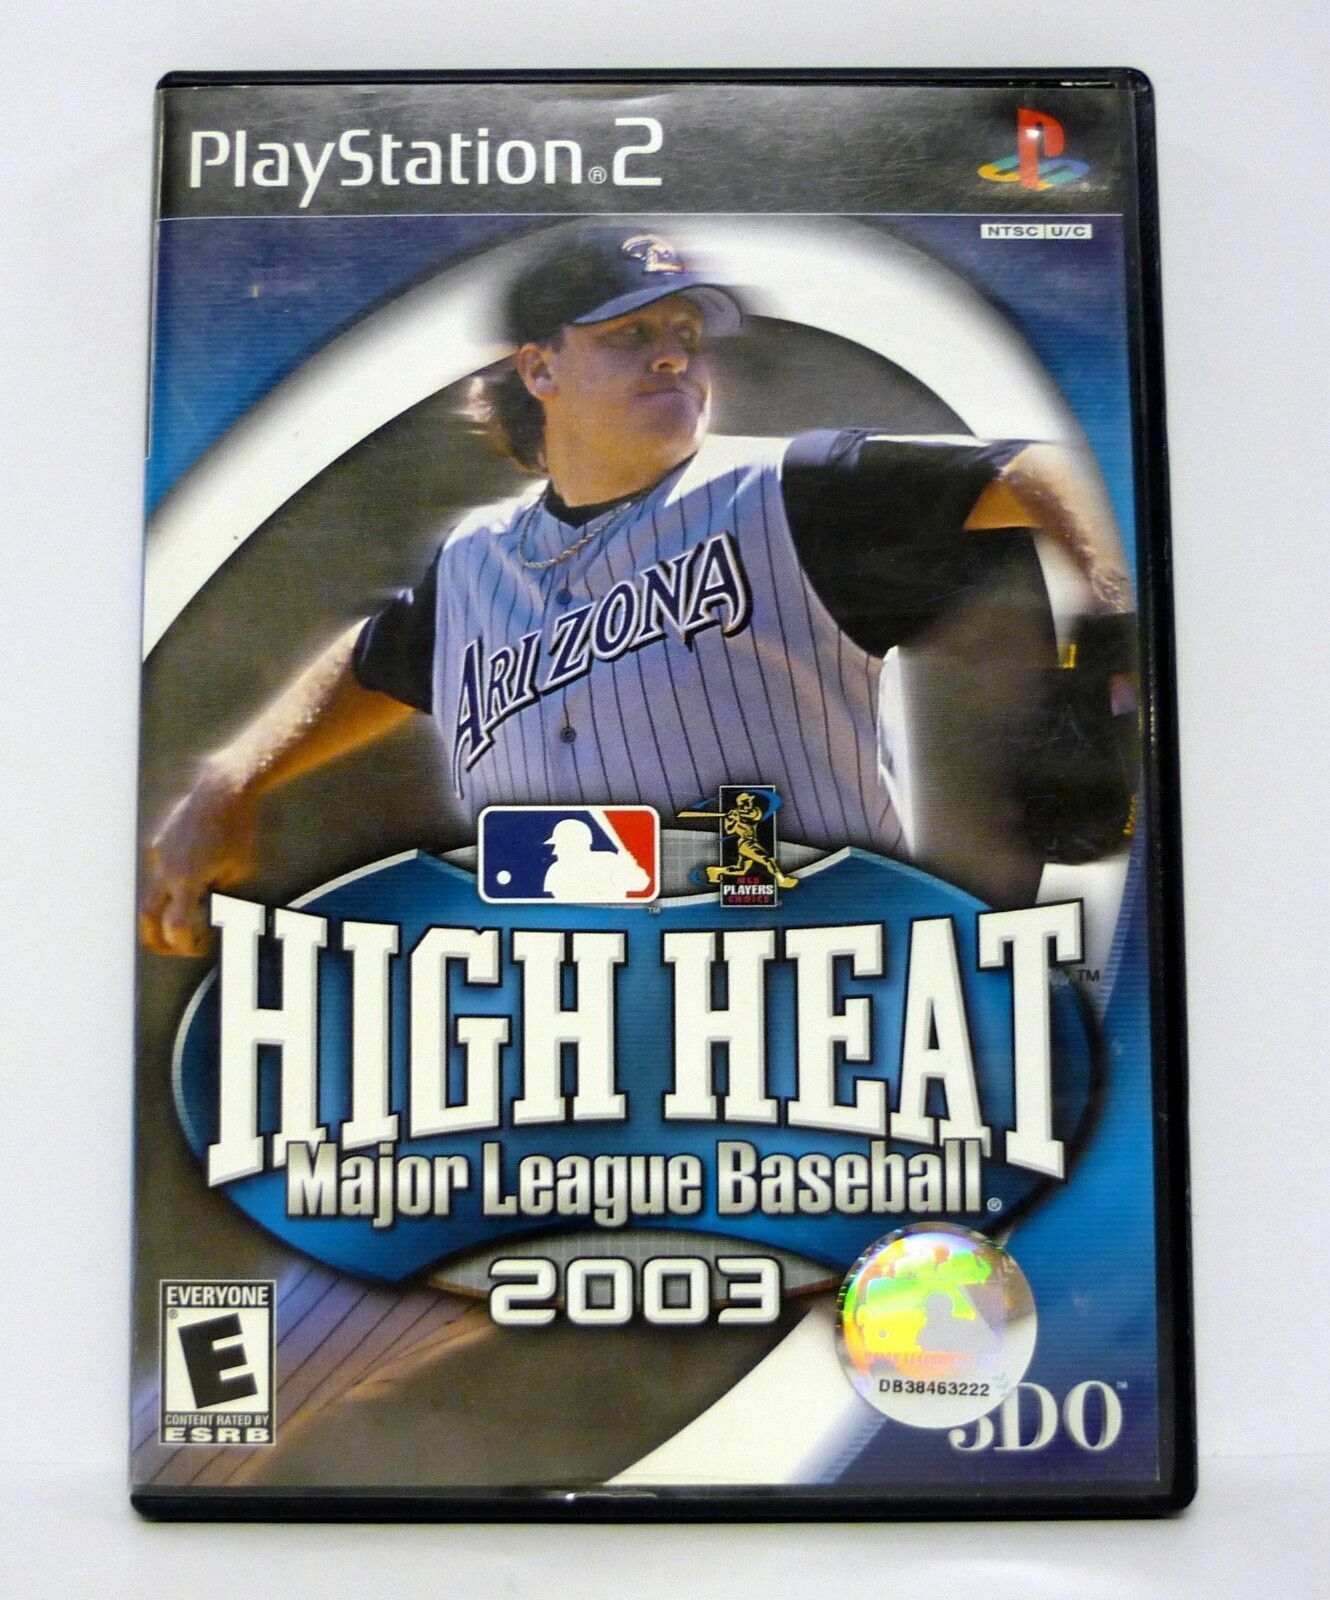 PlayStation®2
NTSC U/C
ARIZONA
MLB
PLAYERS
CHOICE
HIGH HEAT™
Major League Baseball®
2003
EVERYONE
E
CONTENT RATED BY
ESRB
DB38463222
3DO™